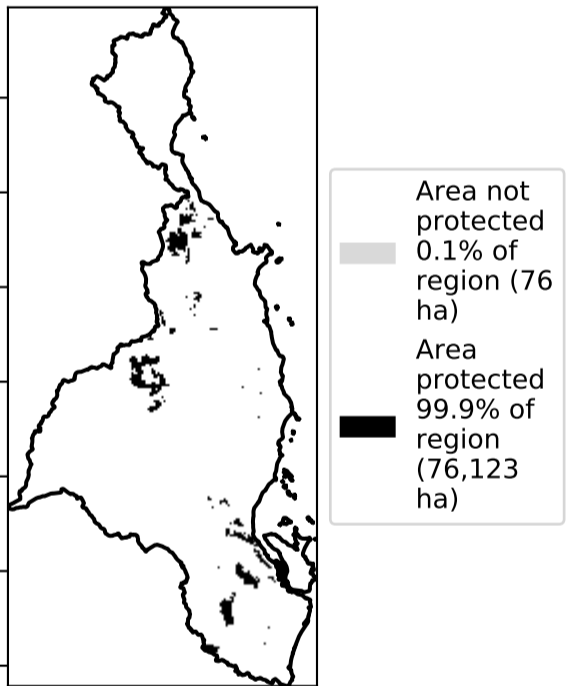 Area not
protected
0.1% of
region (76
ha)
Area
protected
99.9% of
region
(76,123
ha)